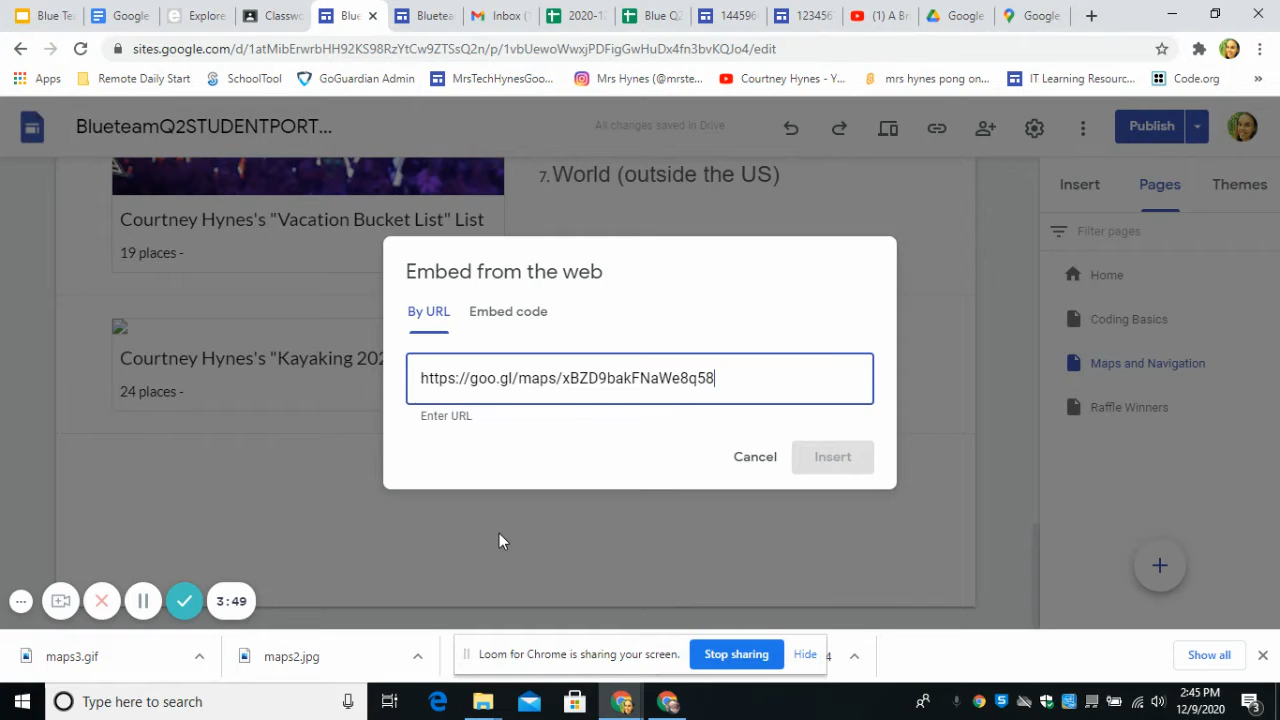 Blue Te
Google
Explore
Classw
Blue
Bluetea
Inbox (
2020-1
Blue Q
144596
123456
(1) A B
Google
Google
sites.google.com/d/1atMibErwrbHH92KS98RzYtCw9ZTSsQ2n/p/1vbUewoWwxjPDFigGwHuDx4fn3bvKQJo4/edit
Apps
Remote Daily Start
SchoolTool
GoGuardian Admin
MrsTechHynesGoo...
Mrs Hynes (@mrste...
Courtney Hynes - Y...
mrs hynes pong on...
IT Learning Resourc...
Code.org
»
BlueteamQ2STUDENTPORT...
All changes saved in Drive
Publish
Insert
Pages
Themes
7. World (outside the US)
Courtney Hynes's "Vacation Bucket List" List
19 places -
Filter pages
Home
Coding Basics
Maps and Navigation
Raffle Winners
Embed from the web
By URL
Embed code
https://goo.gl/maps/xBZD9bakFNaWe8q58
Enter URL
Cancel
Insert
Courtney Hynes's "Kayaking 202
24 places -
3:49
maps3.gif
maps2.jpg
Loom for Chrome is sharing your screen.
Stop sharing
Hide
4
Show all
Type here to search
2:45 PM
12/9/2020
3